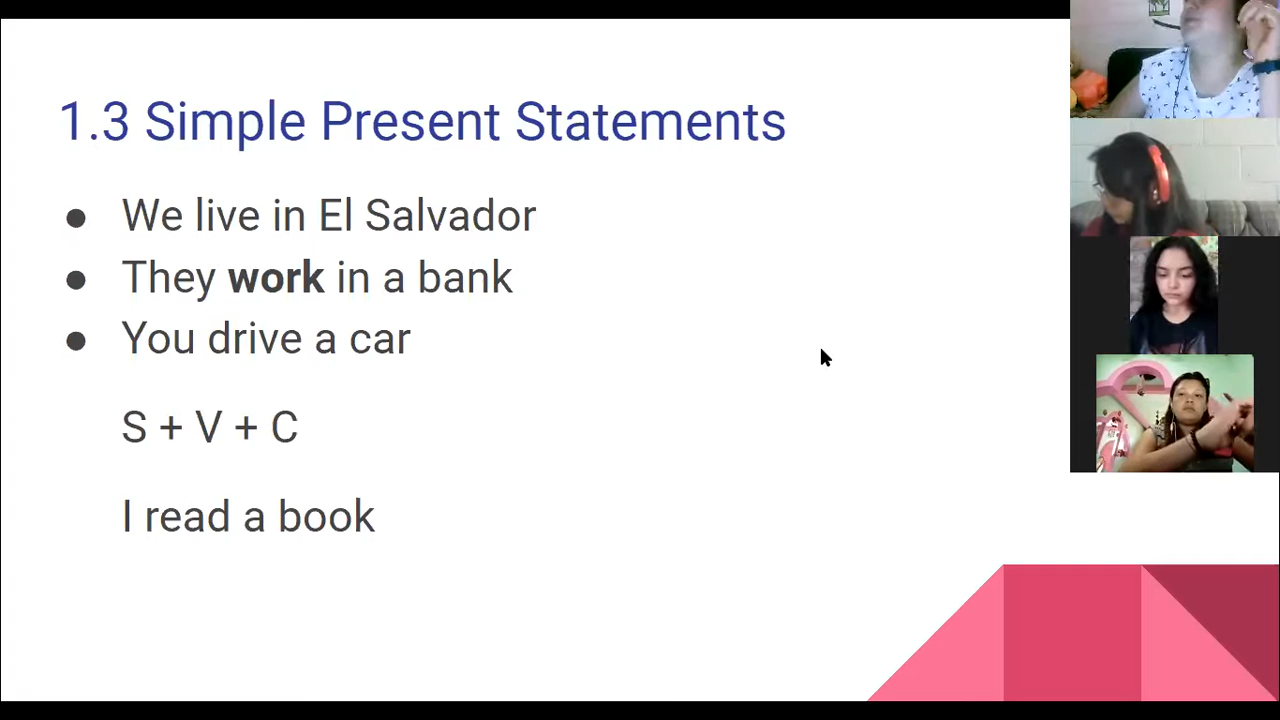 1.3 Simple Present Statements
● We live in El Salvador
● They work in a bank
● You drive a car
S + V + C
I read a book